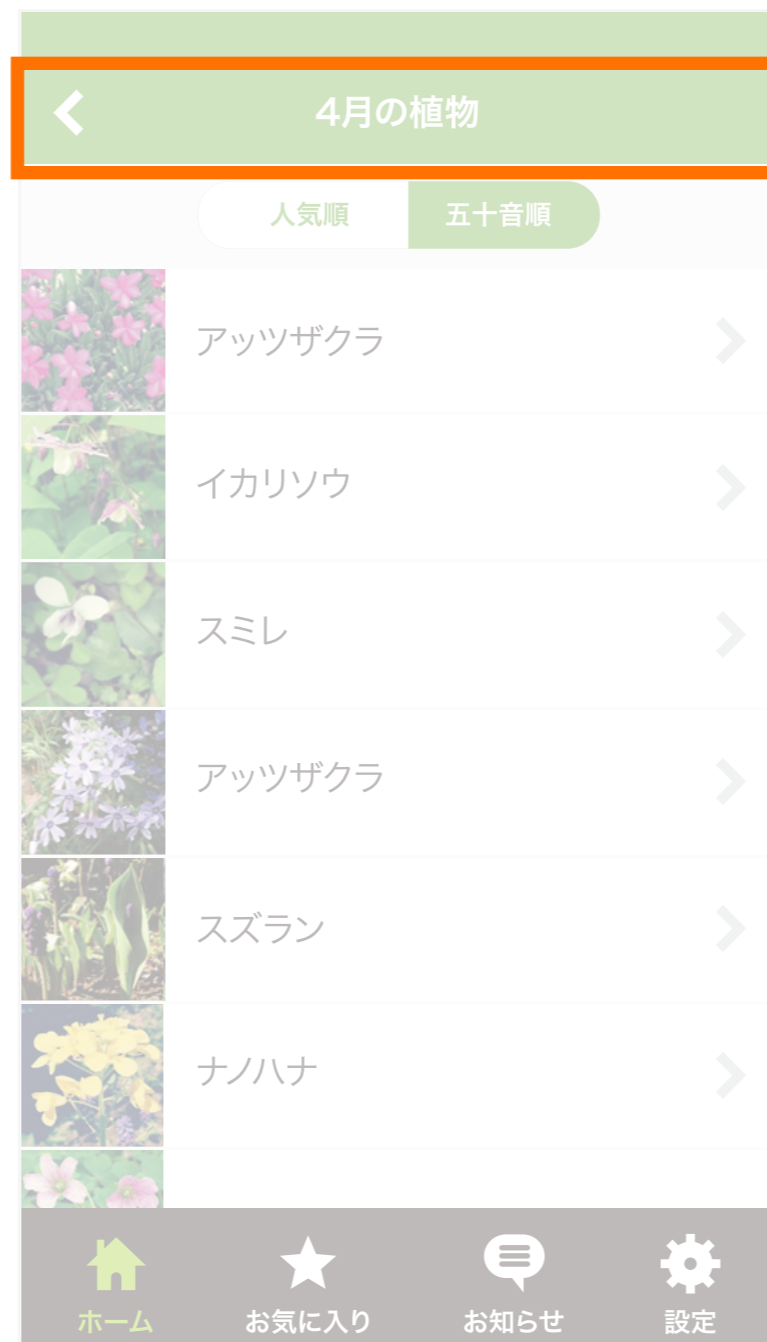 4月の植物
人気順 五十音順
アッツザクラ
イカリソウ
スミレ
アッツザクラ
スズラン
ナノハナ
ホーム お気に入り お知らせ 設定